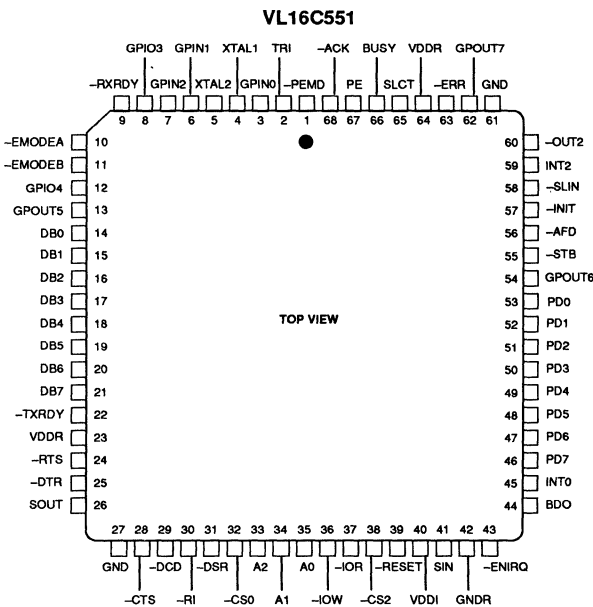 VL16C551
GPIO3 GPIN1 XTAL1 TRI –ACK BUSY VDDR GPOUT7
–RXRDY GPIN2 XTAL2 GPIN0 –PEMD PE SLCT –ERR GND
9 8 7 6 5 4 3 2 1 68 67 66 65 64 63 62 61
–EMODEA 10 60 –OUT2
–EMODEB 11 59 INT2
GPIO4 12 58 –SLIN
GPOUT5 13 57 –INIT
DB0 14 56 –AFD
DB1 15 55 –STB
DB2 16 54 GPOUT6
DB3 17 53 PD0
DB4 18 TOP VIEW 52 PD1
DB5 19 51 PD2
DB6 20 50 PD3
DB7 21 49 PD4
–TXRDY 22 48 PD5
VDDR 23 47 PD6
–RTS 24 46 PD7
–DTR 25 45 INT0
SOUT 26 44 BDO
27 28 29 30 31 32 33 34 35 36 37 38 39 40 41 42 43
GND –DCD –DSR A2 A0 –IOR –RESET SIN –ENIRQ
–CTS –RI –CS0 A1 –IOW –CS2 VDDI GNDR